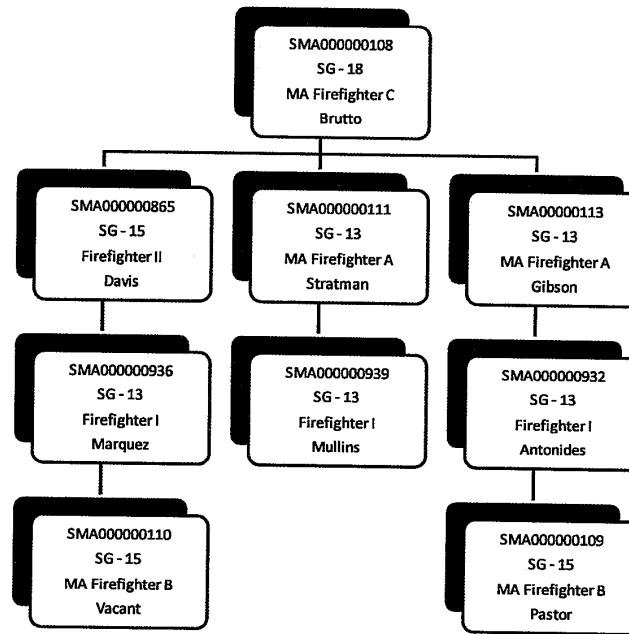 SMA000000108
SG - 18
MA Firefighter C
Brutto
SMA000000865
SG - 15
Firefighter II
Davis
SMA000000111
SG - 13
MA Firefighter A
Stratman
SMA00000113
SG - 13
MA Firefighter A
Gibson
SMA000000936
SG - 13
Firefighter I
Marquez
SMA000000939
SG - 13
Firefighter I
Mullins
SMA000000932
SG - 13
Firefighter I
Antonides
SMA000000110
SG - 15
MA Firefighter B
Vacant
SMA000000109
SG - 15
MA Firefighter B
Pastor